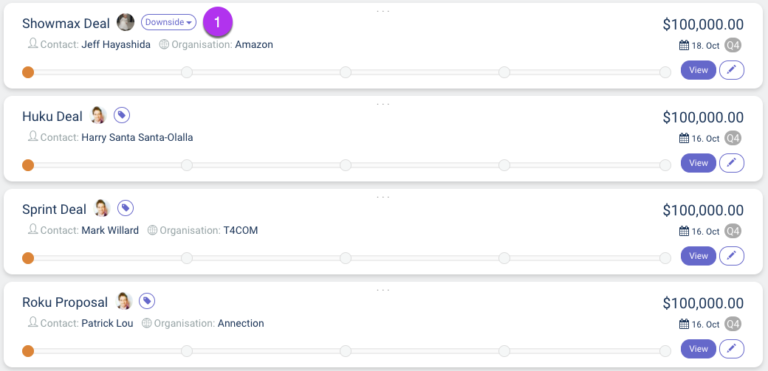 Showmax Deal Downside 1 $100,000.00
Contact: Jeff Hayashida Organisation: Amazon 18. Oct Q4
View
Huku Deal $100,000.00
Contact: Harry Santa Santa-Olalla 16. Oct Q4
View
Sprint Deal $100,000.00
Contact: Mark Willard Organisation: T4COM 16. Oct Q4
View
Roku Proposal $100,000.00
Contact: Patrick Lou Organisation: Annection 16. Oct Q4
View